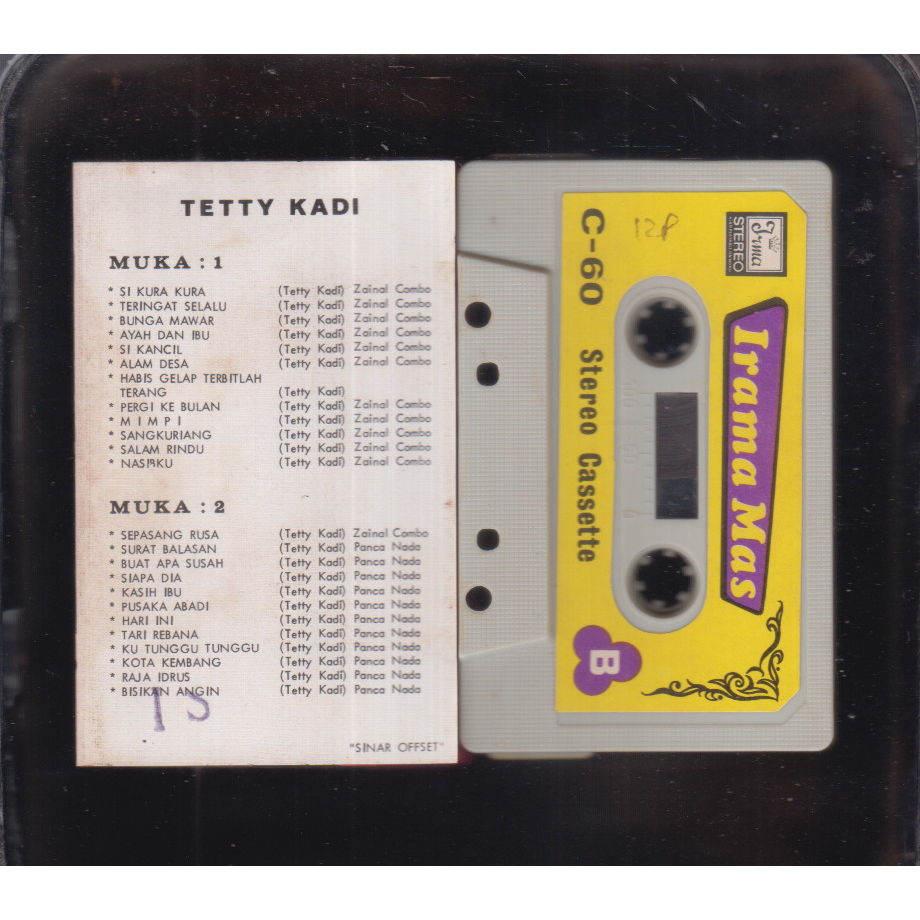 TETTY KADI
MUKA : 1
* SI KURA KURA (Tetty Kadi) Zainal Combo
* TERINGAT SELALU (Tetty Kadi) Zainal Combo
* BUNGA MAWAR (Tetty Kadi) Zainal Combo
* AYAH DAN IBU (Tetty Kadi) Zainal Combo
* SI KANCIL (Tetty Kadi) Zainal Combo
* ALAM DESA (Tetty Kadi) Zainal Combo
* HABIS GELAP TERBITLAH
TERANG (Tetty Kadi)
* PERGI KE BULAN (Tetty Kadi) Zainal Combo
* M I M P I (Tetty Kadi) Zainal Combo
* SANGKURIANG (Tetty Kadi) Zainal Combo
* SALAM RINDU (Tetty Kadi) Zainal Combo
* NASIBKU (Tetty Kadi) Zainal Combo
MUKA : 2
* SEPASANG RUSA (Tetty Kadi) Zainal Combo
* SURAT BALASAN (Tetty Kadi) Panca Nada
* BUAT APA SUSAH (Tetty Kadi) Panca Nada
* SIAPA DIA (Tetty Kadi) Panca Nada
* KASIH IBU (Tetty Kadi) Panca Nada
* PUSAKA ABADI (Tetty Kadi) Panca Nada
* HARI INI (Tetty Kadi) Panca Nada
* TARI REBANA (Tetty Kadi) Panca Nada
* KU TUNGGU TUNGGU (Tetty Kadi) Panca Nada
* KOTA KEMBANG (Tetty Kadi) Panca Nada
* RAJA IDRUS (Tetty Kadi) Panca Nada
* BISIKAN ANGIN (Tetty Kadi) Panca Nada
"SINAR OFFSET"
Irma
STEREO
Irama Mas
C-60 Stereo Cassette
B